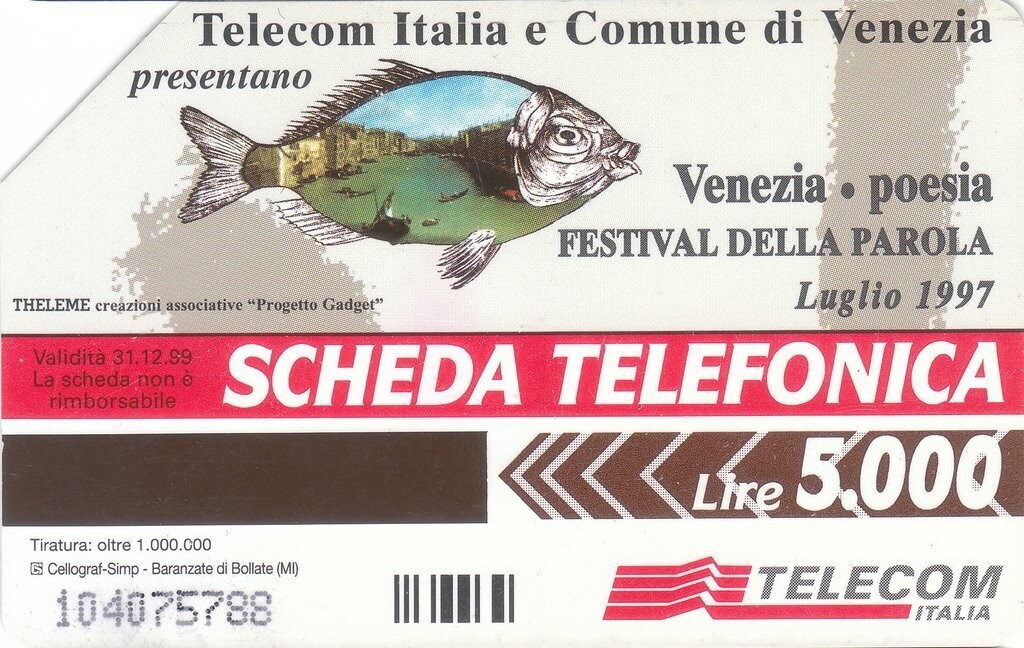 Telecom Italia e Comune di Venezia
presentano
Venezia • poesia
FESTIVAL DELLA PAROLA
Luglio 1997
THELEME creazioni associative “Progetto Gadget”
Validità 31.12.99
La scheda non è
rimborsabile
SCHEDA TELEFONICA
Lire 5.000
Tiratura: oltre 1.000.000
Cellograf-Simp - Baranzate di Bollate (MI)
104075788
TELECOM
ITALIA